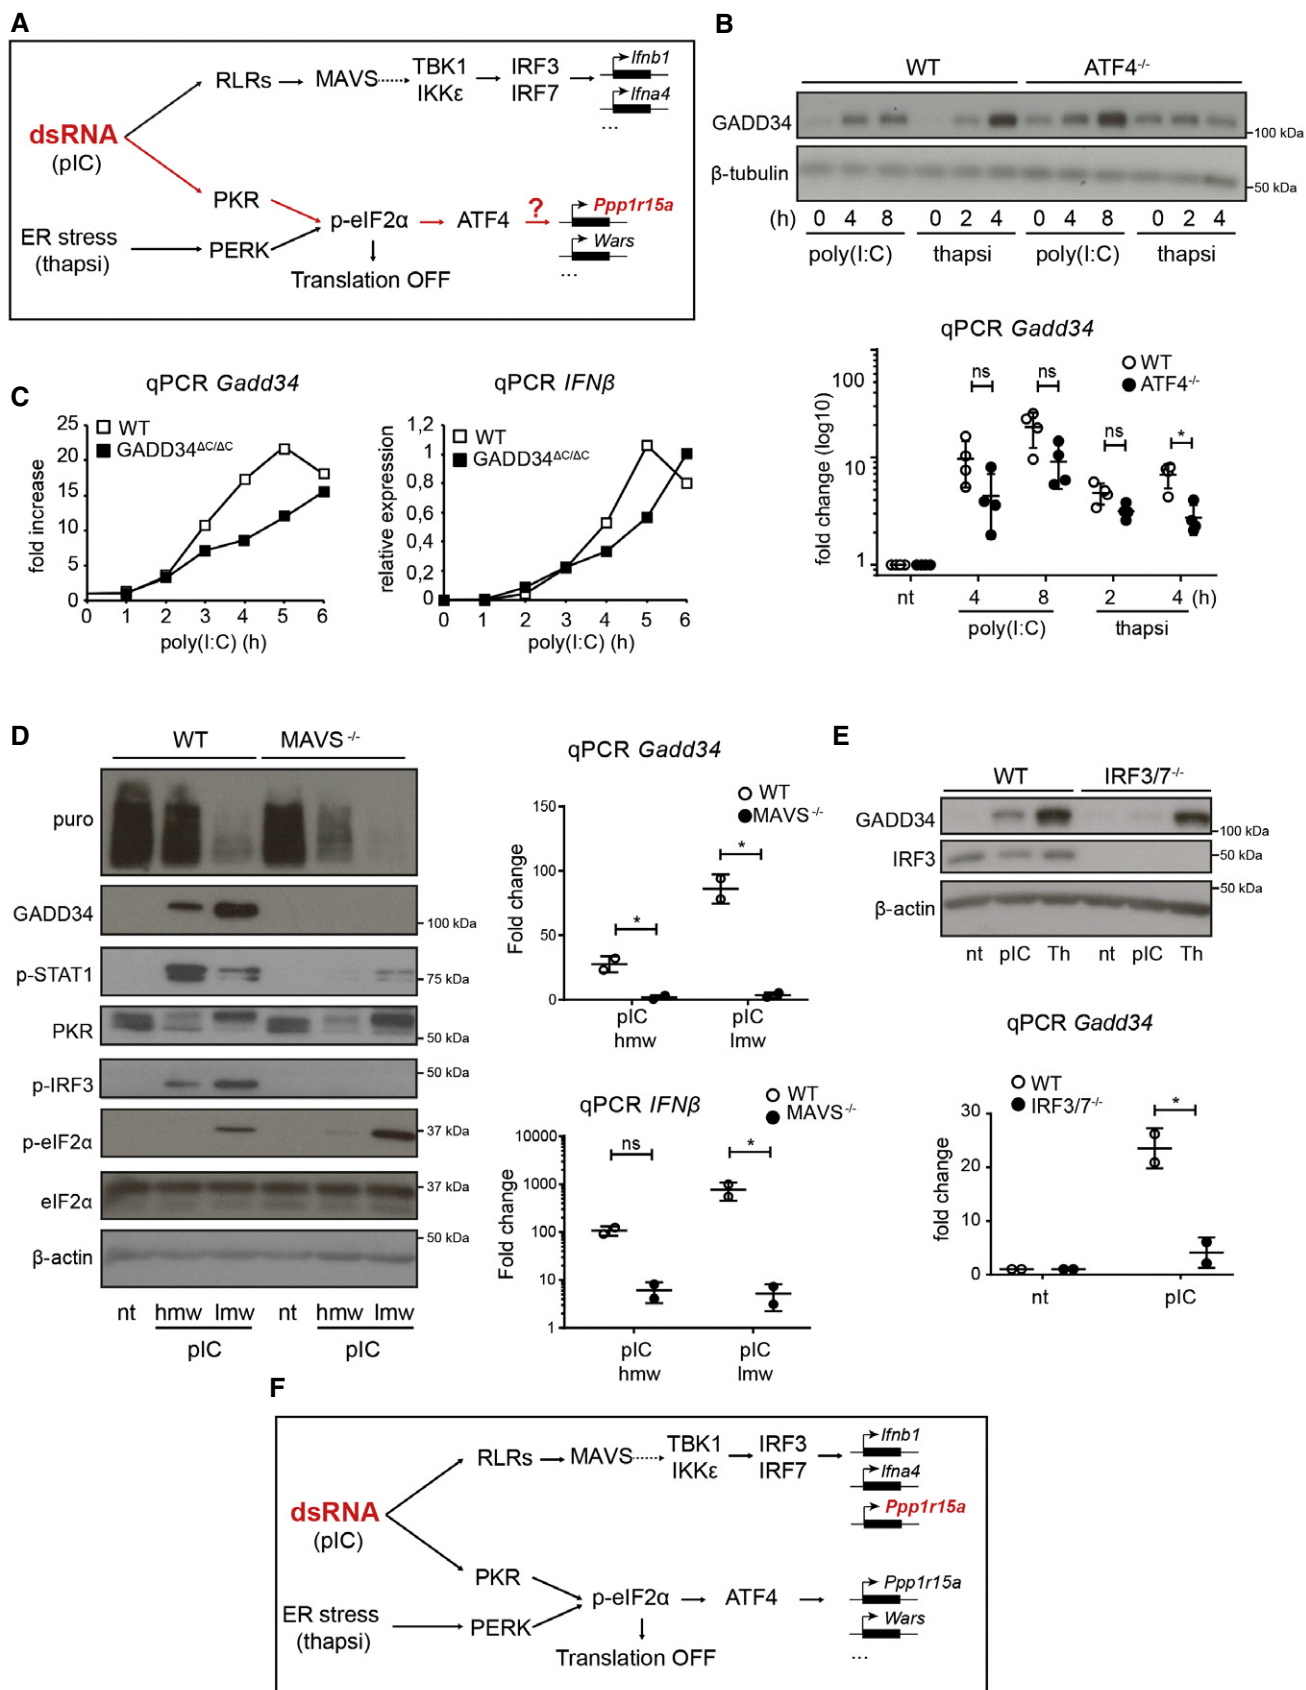 A
RLRs
MAVS
TBK1
IKKε
IRF3
IRF7
Ifnb1
Ifna4
...
dsRNA
(pIC)
PKR
ER stress
(thapsi)
PERK
p-eIF2α
ATF4
?
Ppp1r15a
Wars
...
Translation OFF
B
WT
ATF4-/-
GADD34
100 kDa
β-tubulin
50 kDa
(h) 0 4 8 0 2 4 0 4 8 0 2 4
poly(I:C) thapsi poly(I:C) thapsi
qPCR Gadd34
WT
ATF4-/-
ns ns ns *
fold change (log10)
100
10
1
nt 4 8 2 4 (h)
poly(I:C) thapsi
C
qPCR Gadd34
WT
GADD34ΔC/ΔC
fold increase
25
20
15
10
5
0
0 1 2 3 4 5 6
poly(I:C) (h)
qPCR IFNβ
WT
GADD34ΔC/ΔC
relative expression
1,2
1
0,8
0,6
0,4
0,2
0
0 1 2 3 4 5 6
poly(I:C) (h)
D
WT MAVS -/-
puro
GADD34
100 kDa
p-STAT1
75 kDa
PKR
50 kDa
p-IRF3
50 kDa
p-eIF2α
37 kDa
eIF2α
37 kDa
β-actin
50 kDa
nt hmw lmw nt hmw lmw
pIC pIC
qPCR Gadd34
WT
MAVS-/-
* *
Fold change
150
100
50
0
pIC pIC
hmw lmw
qPCR IFNβ
WT
MAVS-/-
ns *
Fold change
10000
1000
100
10
1
pIC pIC
hmw lmw
E
WT IRF3/7-/-
GADD34
100 kDa
IRF3
50 kDa
β-actin
50 kDa
nt pIC Th nt pIC Th
qPCR Gadd34
WT
IRF3/7-/-
*
fold change
30
20
10
0
nt pIC
F
RLRs
MAVS
TBK1
IKKε
IRF3
IRF7
Ifnb1
Ifna4
Ppp1r15a
dsRNA
(pIC)
PKR
ER stress
(thapsi)
PERK
p-eIF2α
ATF4
Ppp1r15a
Wars
...
Translation OFF